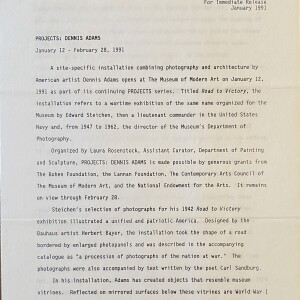 For Immediate Release
January 1991
PROJECTS: DENNIS ADAMS
January 12 - February 28, 1991
A site-specific installation combining photography and architecture by
American artist Dennis Adams opens at The Museum of Modern Art on January 12,
1991 as part of its continuing PROJECTS series. Titled Road to Victory, the
installation refers to a wartime exhibition of the same name organized for the
Museum by Edward Steichen, then a lieutenant commander in the United States
Navy and, from 1947 to 1962, the director of the Museum's Department of
Photography.
Organized by Laura Rosenstock, Assistant Curator, Department of Painting
and Sculpture, PROJECTS: DENNIS ADAMS is made possible by generous grants from
The Bohen Foundation, the Lannan Foundation, The Contemporary Arts Council of
The Museum of Modern Art, and the National Endowment for the Arts. It remains
on view through February 28.
Steichen's selection of photographs for his 1942 Road to Victory
exhibition illustrated a unified and patriotic America. Designed by the
Bauhaus artist Herbert Bayer, the installation took the shape of a road
bordered by enlarged photopanels and was described in the accompanying
catalogue as "a procession of photographs of the nation at war." The
photographs were also accompanied by text written by the poet Carl Sandburg.
In his installation, Adams has created objects that resemble museum
vitrines. Reflected on mirrored surfaces below these vitrines are World War I